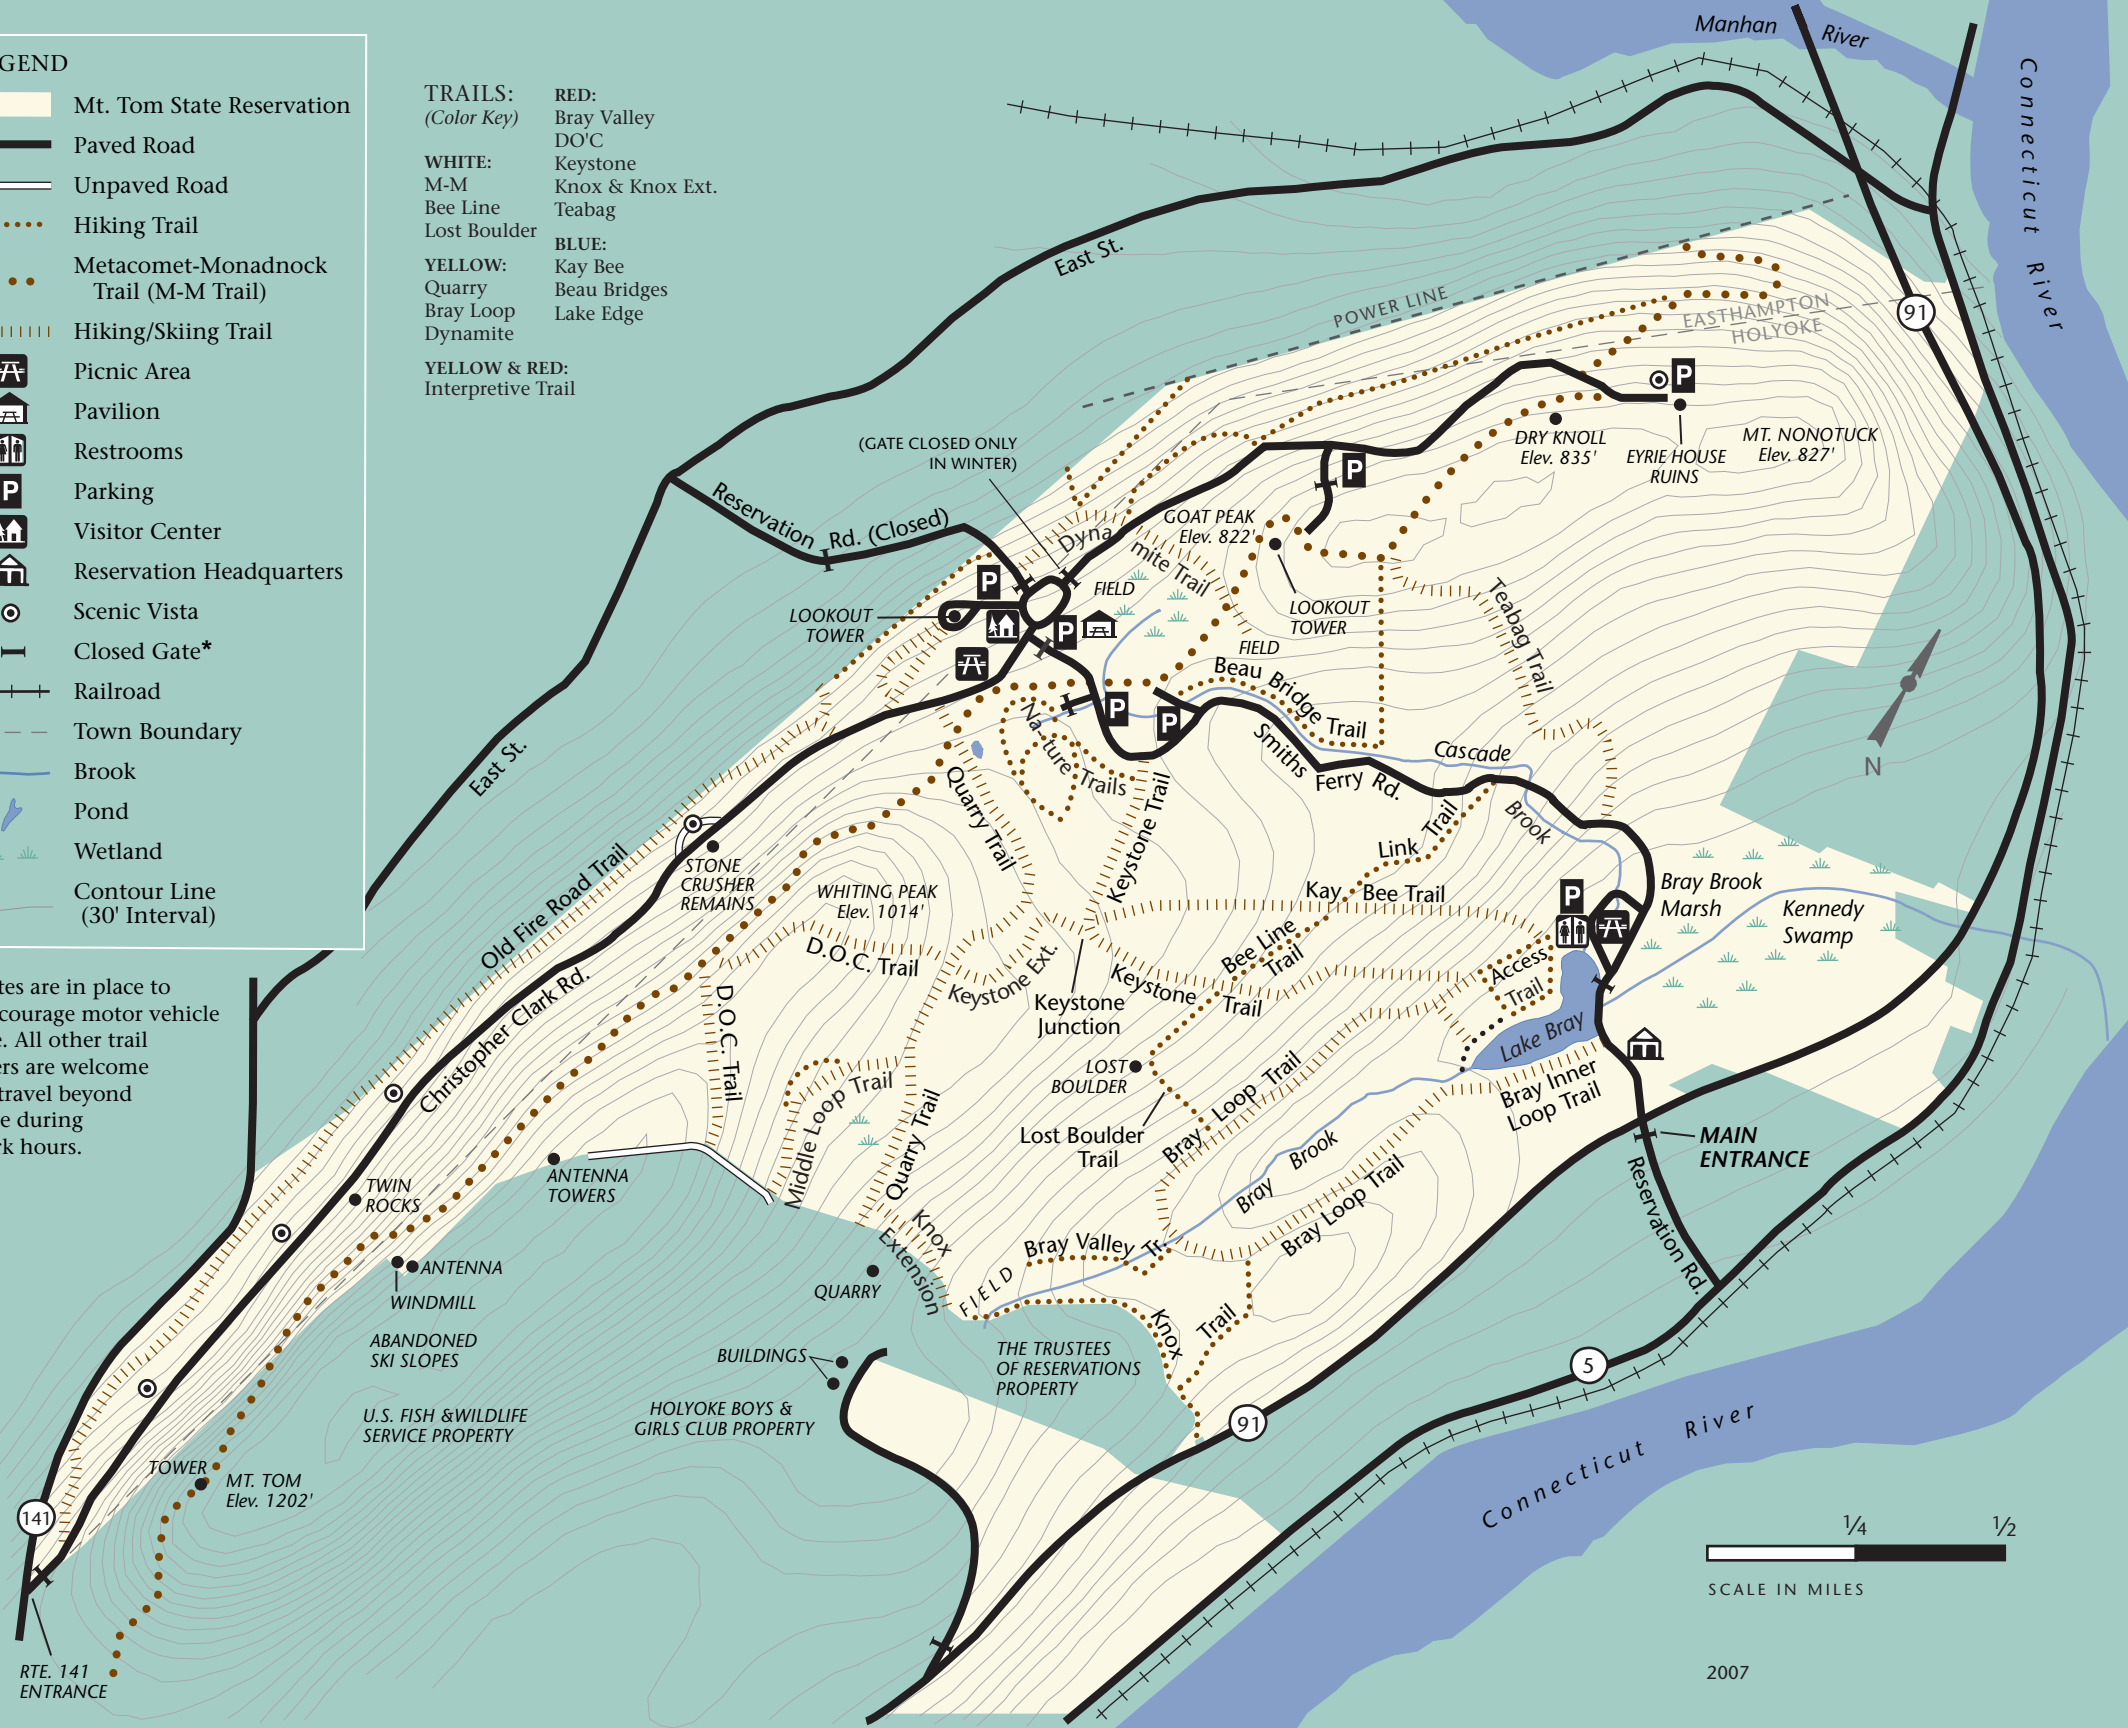 GEND
Mt. Tom State Reservation
Paved Road
Unpaved Road
Hiking Trail
Metacomet-Monadnock
Trail (M-M Trail)
Hiking/Skiing Trail
Picnic Area
Pavilion
Restrooms
P
Parking
Visitor Center
Reservation Headquarters
Scenic Vista
Closed Gate*
Railroad
Town Boundary
Brook
Pond
Wetland
Contour Line
(30' Interval)
tes are in place to
courage motor vehicle
e. All other trail
ers are welcome
travel beyond
e during
rk hours.
TRAILS:
(Color Key)
WHITE:
M-M
Bee Line
Lost Boulder
YELLOW:
Quarry
Bray Loop
Dynamite
YELLOW & RED:
Interpretive Trail
RED:
Bray Valley
DO'C
Keystone
Knox & Knox Ext.
Teabag
BLUE:
Kay Bee
Beau Bridges
Lake Edge
Manhan River
Connecticut River
East St.
POWER LINE
EASTHAMPTON
HOLYOKE
91
(GATE CLOSED ONLY
IN WINTER)
Reservation Rd. (Closed)
P
P
DRY KNOLL
Elev. 835'
EYRIE HOUSE
RUINS
MT. NONOTUCK
Elev. 827'
GOAT PEAK
Elev. 822'
Dyna
mite Trail
FIELD
P
LOOKOUT
TOWER
P
LOOKOUT
TOWER
FIELD
Teabag Trail
Beau Bridge Trail
P
P
Na-ture Trails
Smiths Ferry Rd.
Cascade
Brook
N
East St.
Quarry Trail
Keystone Trail
Link Trail
STONE
CRUSHER
REMAINS
WHITING PEAK
Elev. 1014'
Kay Bee Trail
P
Bray Brook
Marsh
Kennedy
Swamp
Old Fire Road Trail
D.O.C. Trail
Keystone Ext.
Keystone
Junction
Keystone Trail
Bee Line
Trail
Access
Trail
Lake Bray
Christopher Clark Rd.
D.O.C. Trail
Middle Loop Trail
Quarry Trail
LOST
BOULDER
Lost Boulder
Trail
Bray Loop Trail
Bray Inner
Loop Trail
Bray Brook
Bray Loop Trail
MAIN
ENTRANCE
Reservation Rd.
ANTENNA
TOWERS
TWIN
ROCKS
ANTENNA
WINDMILL
ABANDONED
SKI SLOPES
Knox
Extension
QUARRY
FIELD
Bray Valley Tr.
Knox Trail
BUILDINGS
THE TRUSTEES
OF RESERVATIONS
PROPERTY
HOLYOKE BOYS &
GIRLS CLUB PROPERTY
U.S. FISH &WILDLIFE
SERVICE PROPERTY
5
91
Connecticut River
TOWER
MT. TOM
Elev. 1202'
141
RTE. 141
ENTRANCE
1/4 1/2
SCALE IN MILES
2007